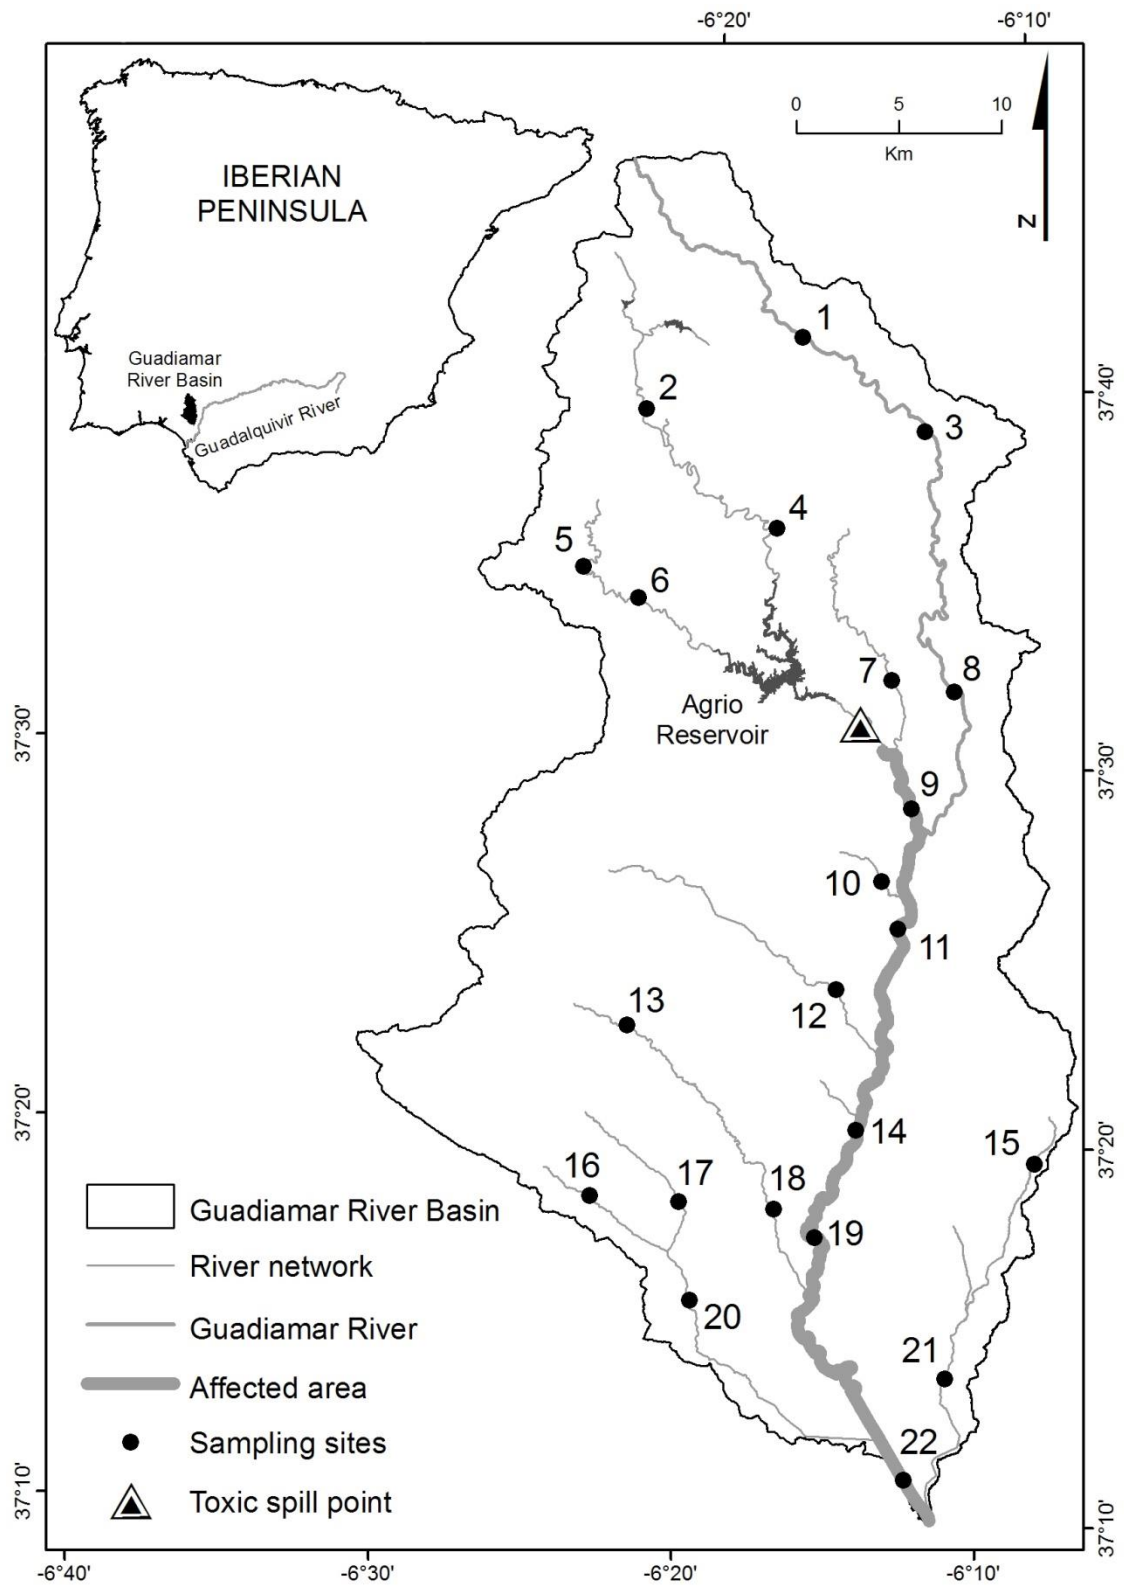 -6°20'
-6°10'
0
5
10
Km
N
IBERIAN
PENINSULA
Guadiamar
River Basin
Guadalquivir River
1
2
3
37°40'
4
5
6
7
8
Agrio
Reservoir
37°30'
37°30'
9
10
11
12
13
37°20'
14
15
37°20'
16
17
18
19
20
21
22
Guadiamar River Basin
River network
Guadiamar River
Affected area
Sampling sites
Toxic spill point
37°10'
37°10'
-6°40'
-6°30'
-6°20'
-6°10'